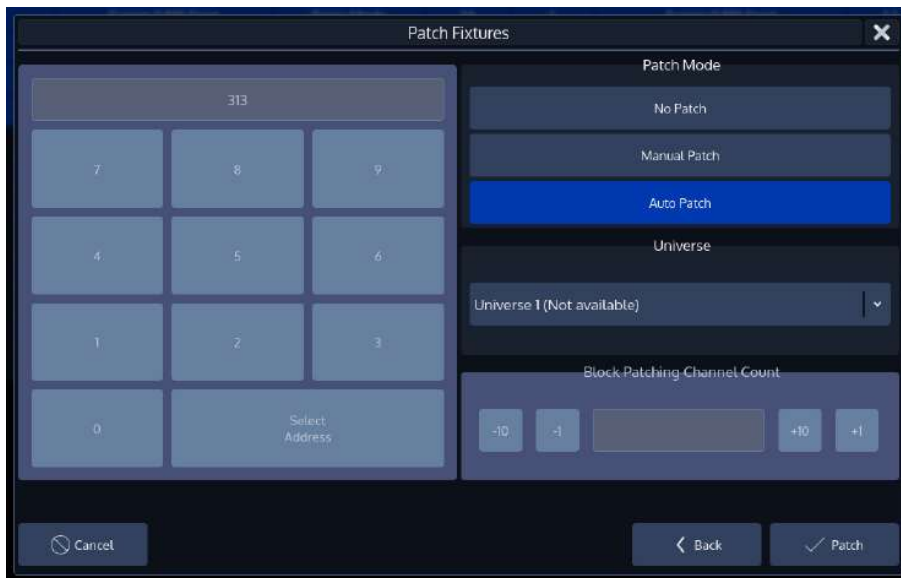 Patch Fixtures
313
7 8 9
4 5 6
1 2 3
0 Select
Address
Patch Mode
No Patch
Manual Patch
Auto Patch
Universe
Universe 1 (Not available)
Block Patching Channel Count
-10 -1 +10 +1
Cancel
Back
Patch